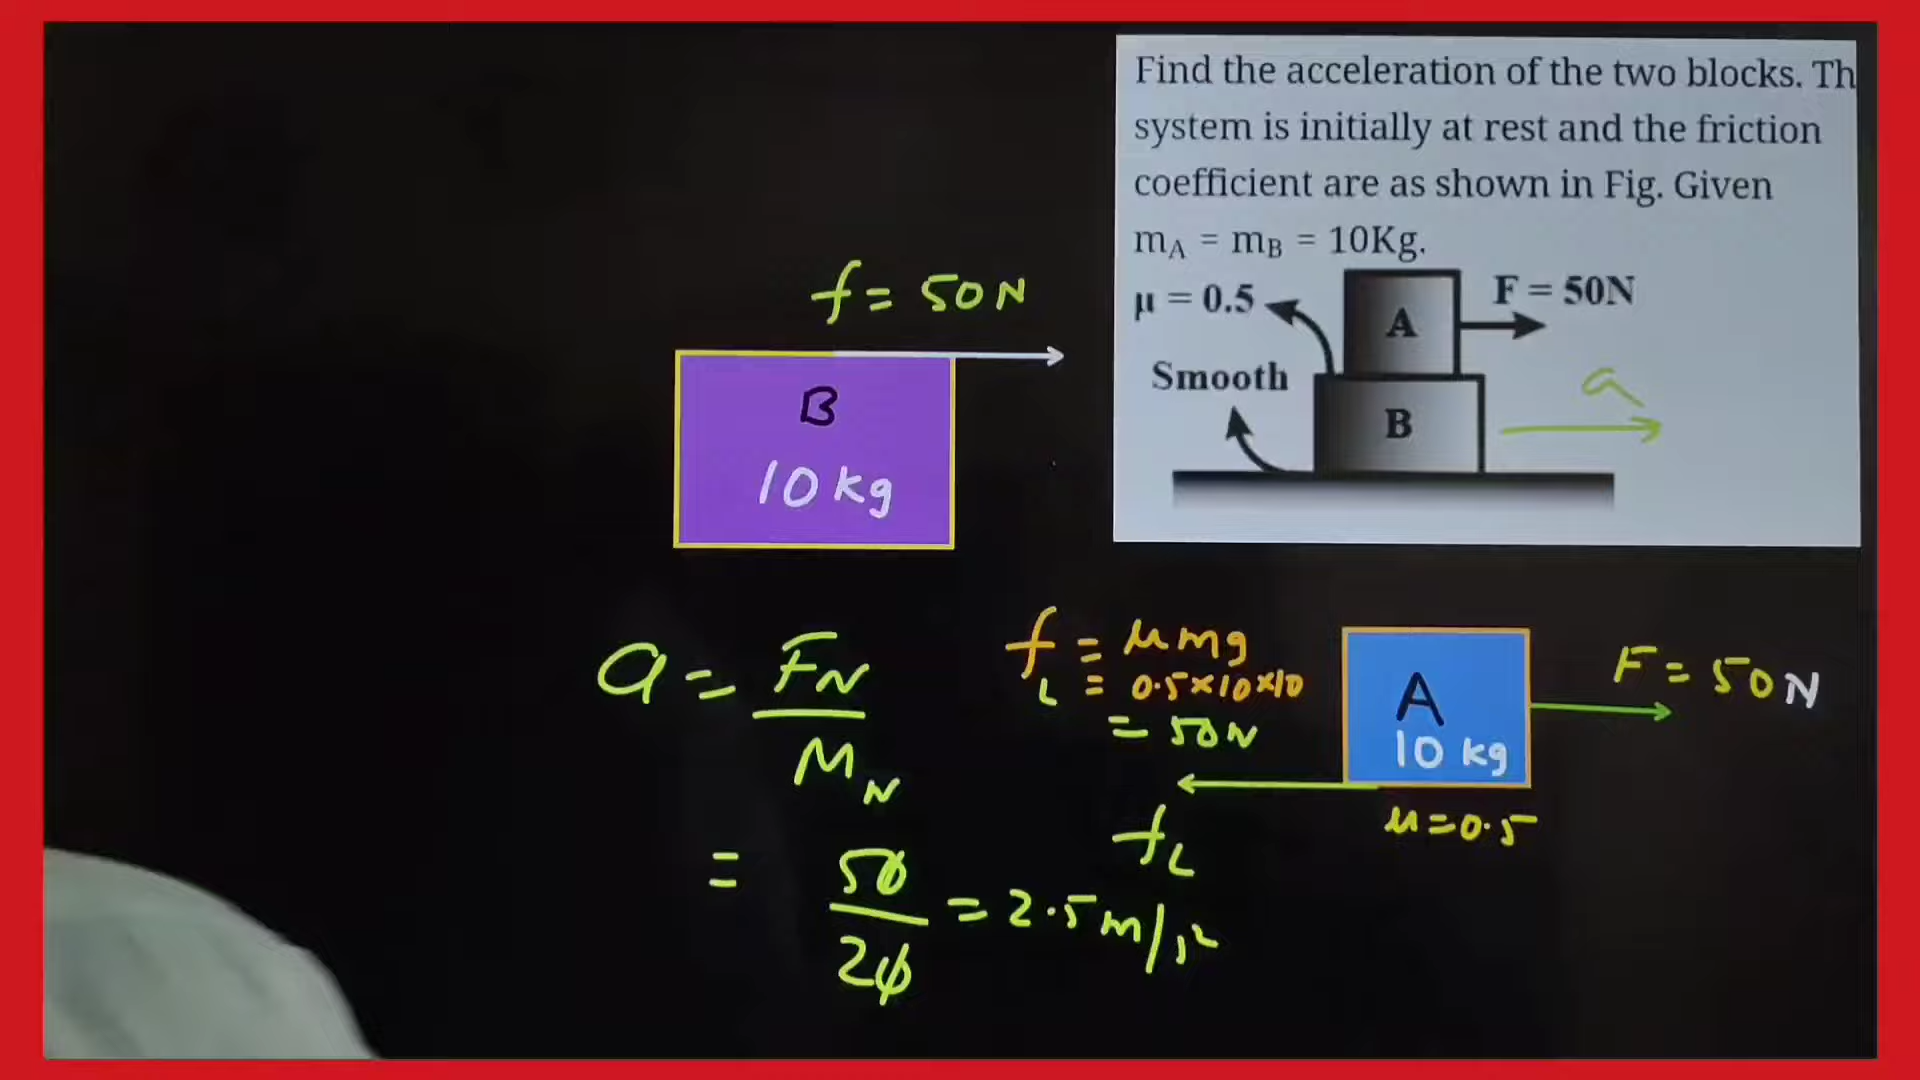 Find the acceleration of the two blocks. Th
system is initially at rest and the friction
coefficient are as shown in Fig. Given
mA = mB = 10Kg.
μ = 0.5
A
F = 50N
Smooth
B
a
f = 50N
B
10 kg
a = FN
MN
= 50
20
= 2.5 m/s²
f = μmg
L = 0.5×10×10
= 50N
fL
A
10 kg
μ = 0.5
F = 50N